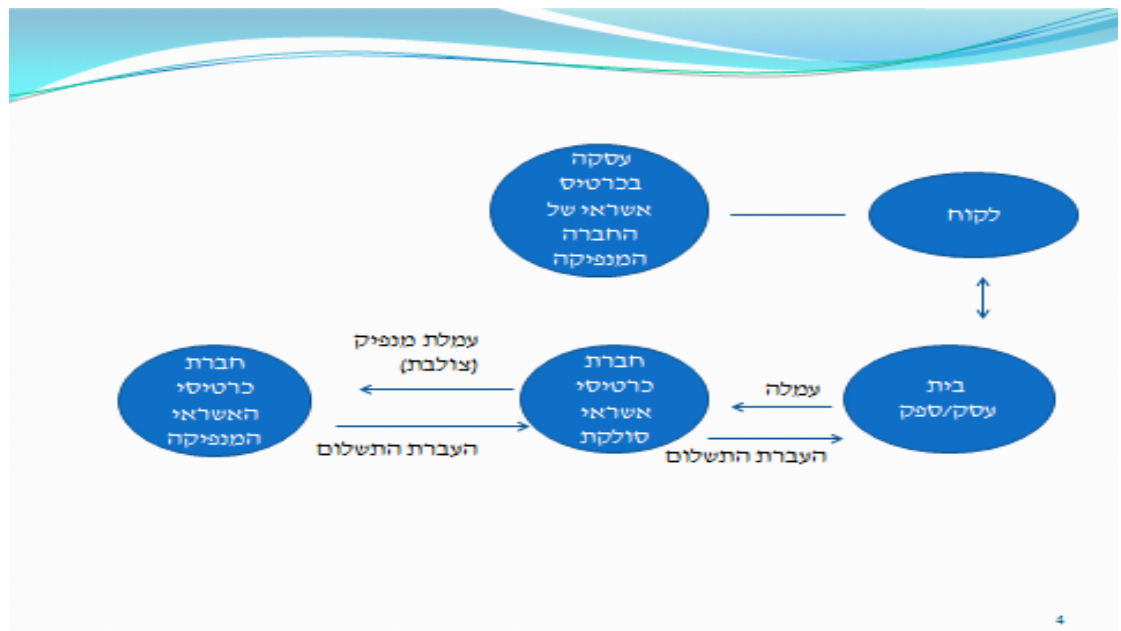 לקוח
עסקה
בכרטיס
אשראי של
החברה
המנפיקה
בית
עסק/ספק
עמלה
העברת התשלום
חברת
כרטיסי
אשראי
סולקת
עמלת מנפיק
(צולבת)
העברת התשלום
חברת
כרטיסי
האשראי
המנפיקה
4